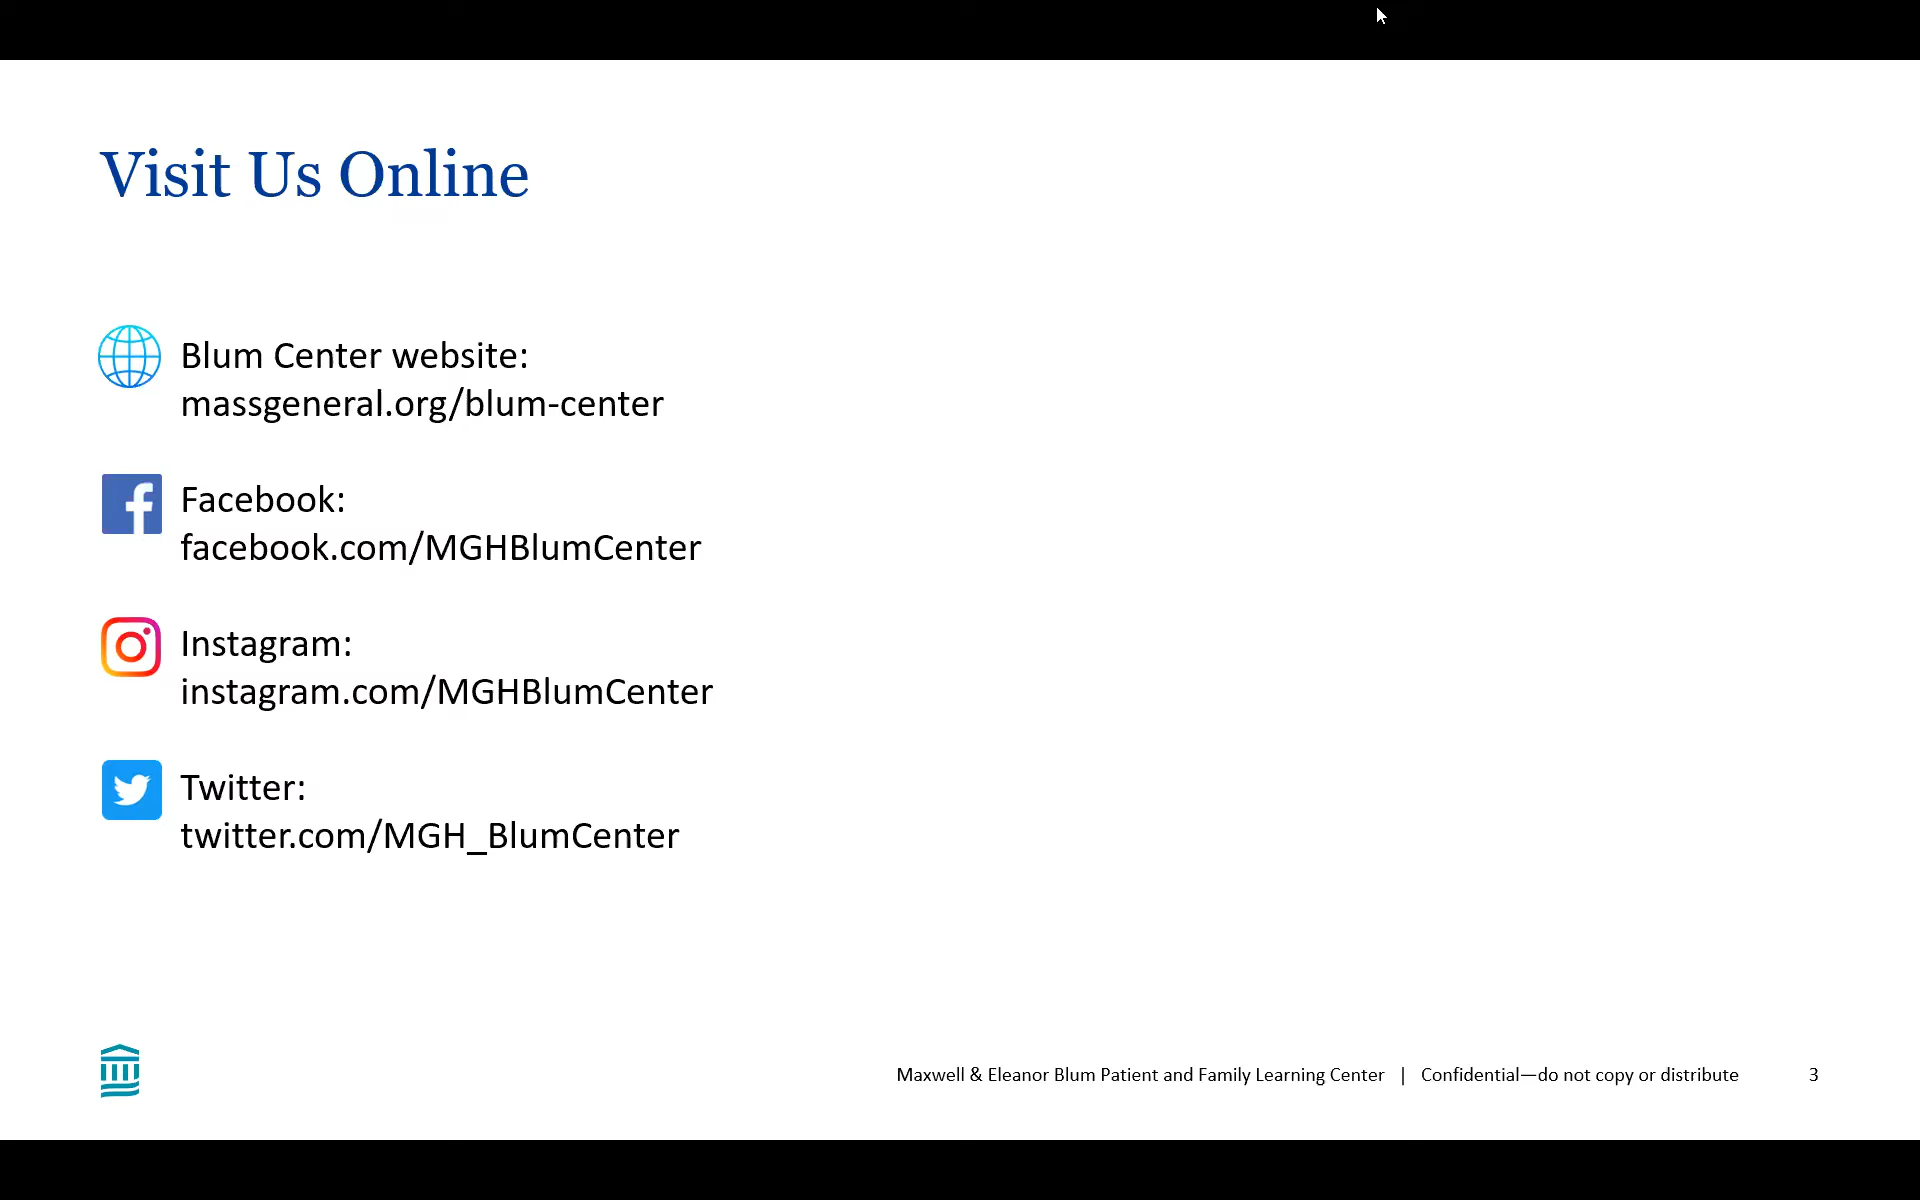 Visit Us Online
Blum Center website:
massgeneral.org/blum-center
Facebook:
facebook.com/MGHBlumCenter
Instagram:
instagram.com/MGHBlumCenter
Twitter:
twitter.com/MGH_BlumCenter
Maxwell & Eleanor Blum Patient and Family Learning Center | Confidential—do not copy or distribute 3